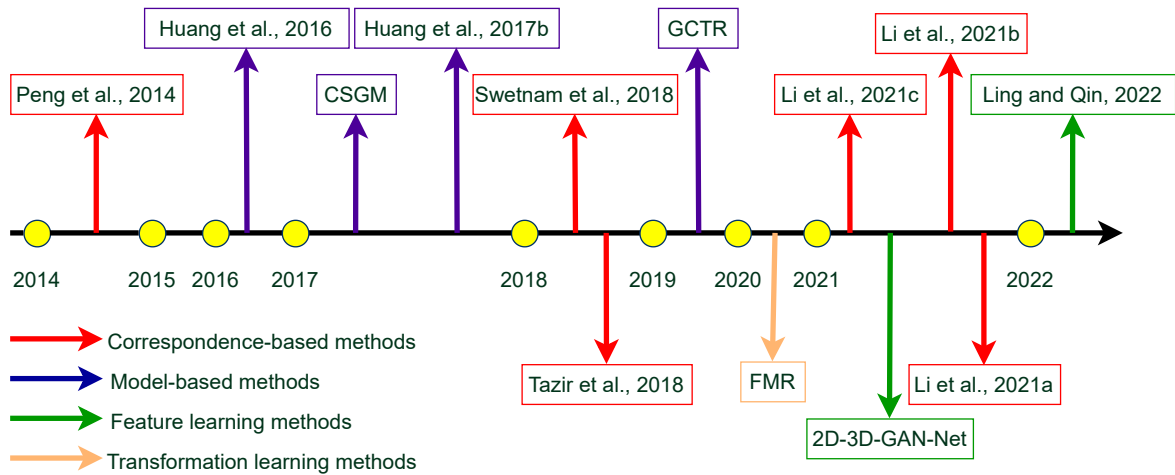 Huang et al., 2016
Huang et al., 2017b
GCTR
Li et al., 2021b
Peng et al., 2014
CSGM
Swetnam et al., 2018
Li et al., 2021c
Ling and Qin, 2022
2014
2015
2016
2017
2018
2019
2020
2021
2022
Correspondence-based methods
Model-based methods
Feature learning methods
Transformation learning methods
Tazir et al., 2018
FMR
Li et al., 2021a
2D-3D-GAN-Net